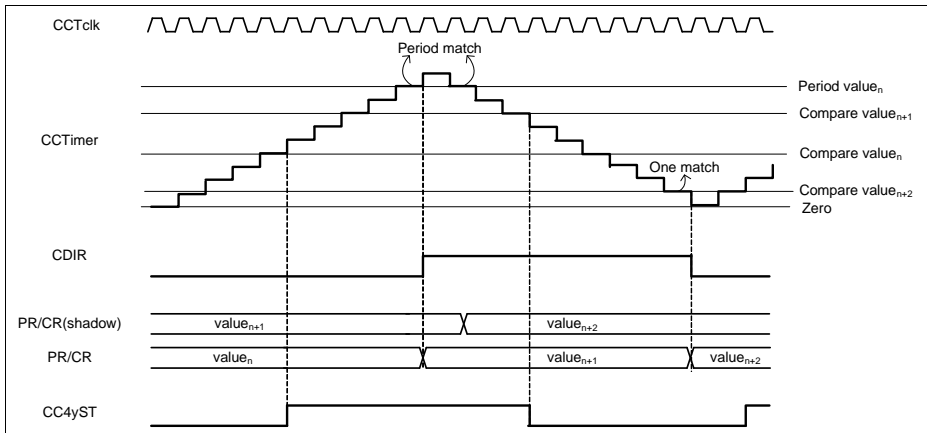 CCTclk
Period match
Period valueₙ
Compare valueₙ₊₁
CCTimer
Compare valueₙ
One match
Compare valueₙ₊₂
Zero
CDIR
PR/CR(shadow)
valueₙ₊₁
valueₙ₊₂
PR/CR
valueₙ
valueₙ₊₁
valueₙ₊₂
CC4yST